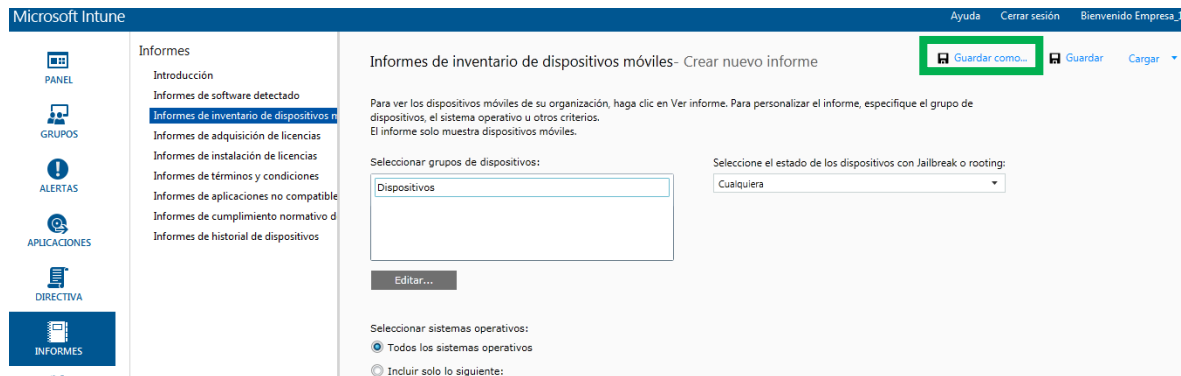 Microsoft Intune
Ayuda Cerrar sesión Bienvenido Empresa_1
PANEL
GRUPOS
ALERTAS
APLICACIONES
DIRECTIVA
INFORMES
Informes
Introducción
Informes de software detectado
Informes de inventario de dispositivos m
Informes de adquisición de licencias
Informes de instalación de licencias
Informes de términos y condiciones
Informes de aplicaciones no compatible
Informes de cumplimiento normativo d
Informes de historial de dispositivos
Informes de inventario de dispositivos móviles- Crear nuevo informe
Guardar como... Guardar Cargar
Para ver los dispositivos móviles de su organización, haga clic en Ver informe. Para personalizar el informe, especifique el grupo de
dispositivos, el sistema operativo u otros criterios.
El informe solo muestra dispositivos móviles.
Seleccionar grupos de dispositivos:
Dispositivos
Editar...
Seleccione el estado de los dispositivos con Jailbreak o rooting:
Cualquiera
Seleccionar sistemas operativos:
Todos los sistemas operativos
Incluir solo lo siguiente: